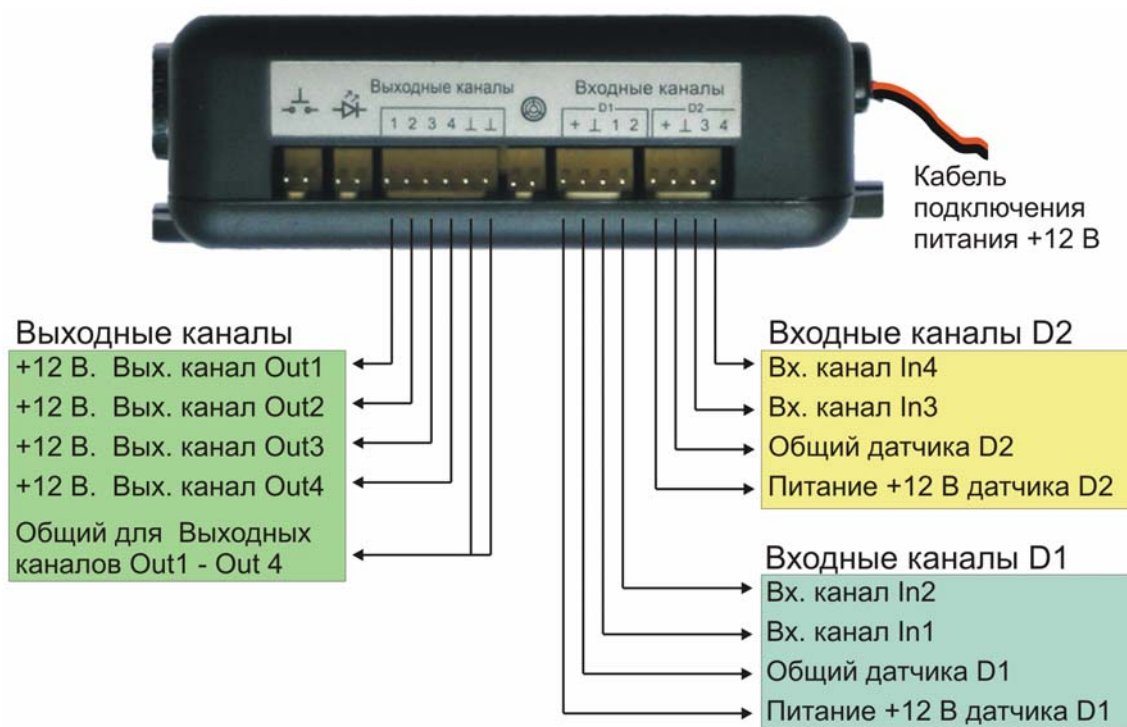 Выходные каналы
Входные каналы
D1
D2
1 2 3 4 ⊥ ⊥
+ ⊥ 1 2
+ ⊥ 3 4
Кабель
подключения
питания +12 В
Выходные каналы
+12 В. Вых. канал Out1
+12 В. Вых. канал Out2
+12 В. Вых. канал Out3
+12 В. Вых. канал Out4
Общий для Выходных
каналов Out1 - Out 4
Входные каналы D2
Вх. канал In4
Вх. канал In3
Общий датчика D2
Питание +12 В датчика D2
Входные каналы D1
Вх. канал In2
Вх. канал In1
Общий датчика D1
Питание +12 В датчика D1